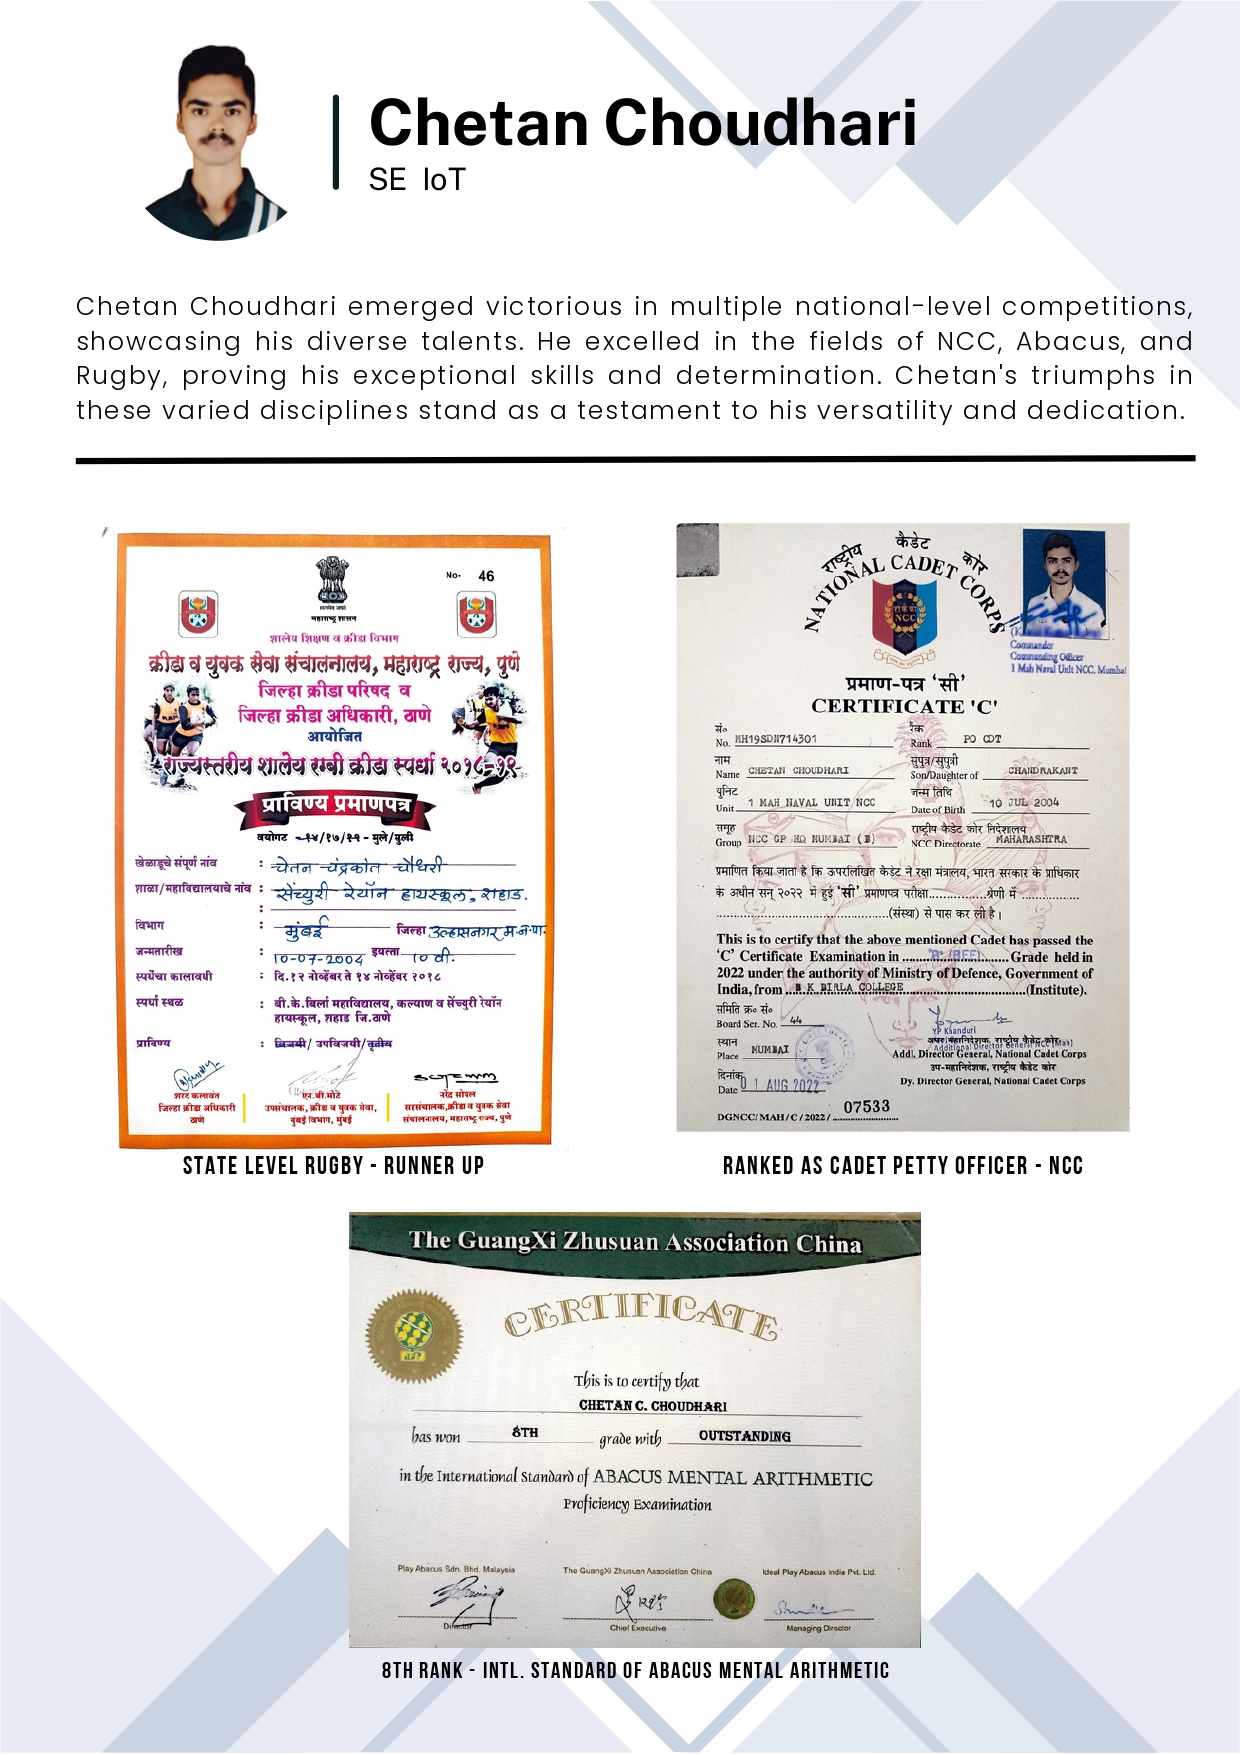 Chetan Choudhari
SE IoT
Chetan Choudhari emerged victorious in multiple national-level competitions,
showcasing his diverse talents. He excelled in the fields of NCC, Abacus, and
Rugby, proving his exceptional skills and determination. Chetan's triumphs in
these varied disciplines stand as a testament to his versatility and dedication.
No- 46
महाराष्ट्र शासन
शालेय शिक्षण व क्रीडा विभाग
क्रीडा व युवक सेवा संचालनालय, महाराष्ट्र राज्य, पुणे
जिल्हा क्रीडा परिषद व
जिल्हा क्रीडा अधिकारी, ठाणे
आयोजित
राज्यस्तरीय शालेय रग्बी क्रीडा स्पर्धा २०१८-१९
प्राविण्य प्रमाणपत्र
वयोगट -१४/१७/१९ - मुले/मुली
खेळाडूचे संपूर्ण नांव : चेतन चंद्रकांत चौधरी
शाळा/महाविद्यालयाचे नांव : सेंच्युरी रेयॉन हायस्कूल, शहाड.
विभाग : मुंबई जिल्हा उल्हासनगर म.न.पा.
जन्मतारीख : 10-07-2004 इयत्ता 10 वी.
स्पर्धेचा कालावधी : दि.१२ नोव्हेंबर ते १४ नोव्हेंबर २०१८
स्पर्धा स्थळ : बी.के.बिर्ला महाविद्यालय, कल्याण व सेंच्युरी रेयॉन
हायस्कूल, शहाड जि.ठाणे
प्राविण्य : विजयी/ उपविजयी/तृतीय
शरद कलावंत
जिल्हा क्रीडा अधिकारी
ठाणे
एन.बी.मोटे
उपसंचालक, क्रीडा व युवक सेवा,
मुंबई विभाग, मुंबई
नरेंद्र सोपल
सहसंचालक,क्रीडा व युवक सेवा
संचालनालय, महाराष्ट्र राज्य, पुणे
STATE LEVEL RUGBY - RUNNER UP
राष्ट्रीय कैडेट कोर
NATIONAL CADET CORPS
NCC
Commander
Commanding Officer
1 Mah Naval Unit NCC, Mumbai
प्रमाण-पत्र ‘सी’
CERTIFICATE 'C'
सं०
No. MH19SDN714301
रैंक
Rank PO CDT
नाम
Name CHETAN CHOUDHARI
सुपुत्र/सुपुत्री
Son/Daughter of CHANDRAKANT
युनिट
Unit 1 MAH NAVAL UNIT NCC
जन्म तिथि
Date of Birth 10 JUL 2004
समूह
Group NCC GP HQ MUMBAI (B)
राष्ट्रीय कैडेट कोर निदेशालय
NCC Directorate MAHARASHTRA
प्रमाणित किया जाता है कि ऊपरलिखित कैडेट ने रक्षा मंत्रालय, भारत सरकार के प्राधिकार
के अधीन सन् २०२२ में हुई ‘सी’ प्रमाणपत्र परीक्षा..............श्रेणी में ..............
..........................................(संस्था) से पास कर ली है।
This is to certify that the above mentioned Cadet has passed the
‘C’ Certificate Examination in ....."B" (BEE)..... Grade held in
2022 under the authority of Ministry of Defence, Government of
India, from B K BIRLA COLLEGE (Institute).
समिति क्र० सं०
Board Ser. No. 44
स्थान
Place MUMBAI
दिनांक
Date 01 AUG 2022
YP Khanduri
Additional Director General NCC (Mah)
अपर महानिदेशक, राष्ट्रीय कैडेट कोर
Addl. Director General, National Cadet Corps
उप-महानिदेशक, राष्ट्रीय कैडेट कोर
Dy. Director General, National Cadet Corps
DGNCC/MAH/C/2022/ 07533
RANKED AS CADET PETTY OFFICER - NCC
The GuangXi Zhusuan Association China
CERTIFICATE
This is to certify that
CHETAN C. CHOUDHARI
has won 8TH grade with OUTSTANDING
in the International Standard of ABACUS MENTAL ARITHMETIC
Proficiency Examination
Play Abacus Sdn. Bhd. Malaysia
Director
The GuangXi Zhusuan Association China
Chief Executive
Ideal Play Abacus India Pvt. Ltd.
Managing Director
8TH RANK - INTL. STANDARD OF ABACUS MENTAL ARITHMETIC